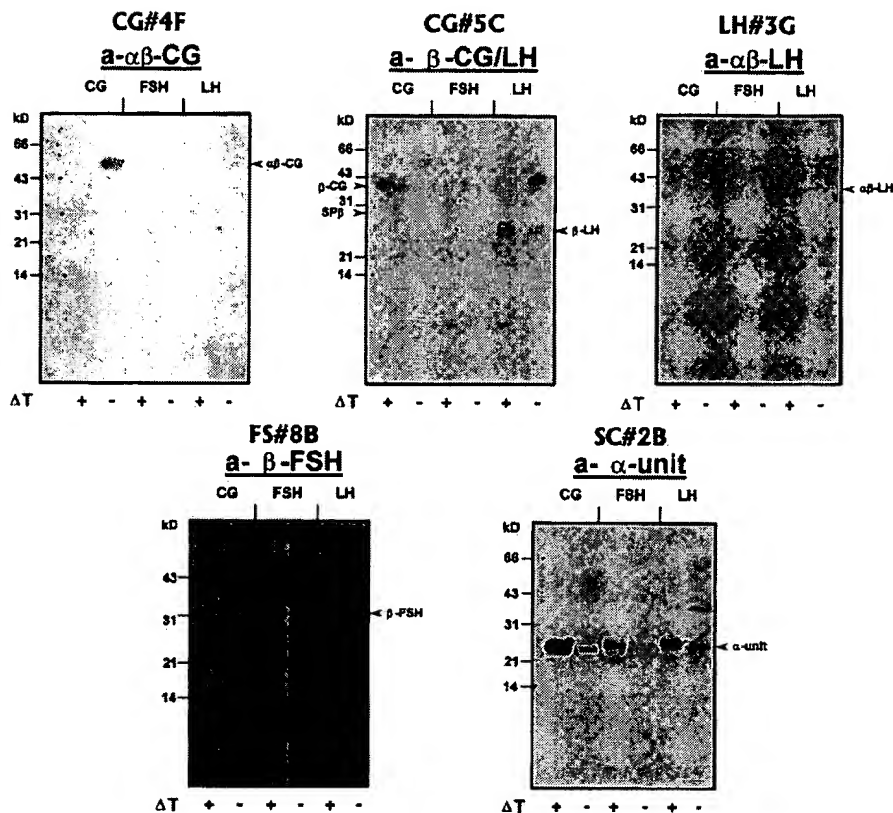 CG#4F
a-αβ-CG
CG FSH LH
kD
66
43
31
21
14
αβ-CG
ΔT + - + - + -
CG#5C
a- β-CG/LH
CG FSH LH
kD
66
43
β-CG
31
SPβ
β-LH
21
14
+ - + - + -
LH#3G
a-αβ-LH
CG FSH LH
kD
66
43
αβ-LH
31
21
14
+ - + - + -
FS#8B
a- β-FSH
CG FSH LH
kD
43
31
β-FSH
21
14
ΔT + - + - + -
SC#2B
a- α-unit
CG FSH LH
kD
66
43
31
α-unit
21
14
ΔT + - + - + -